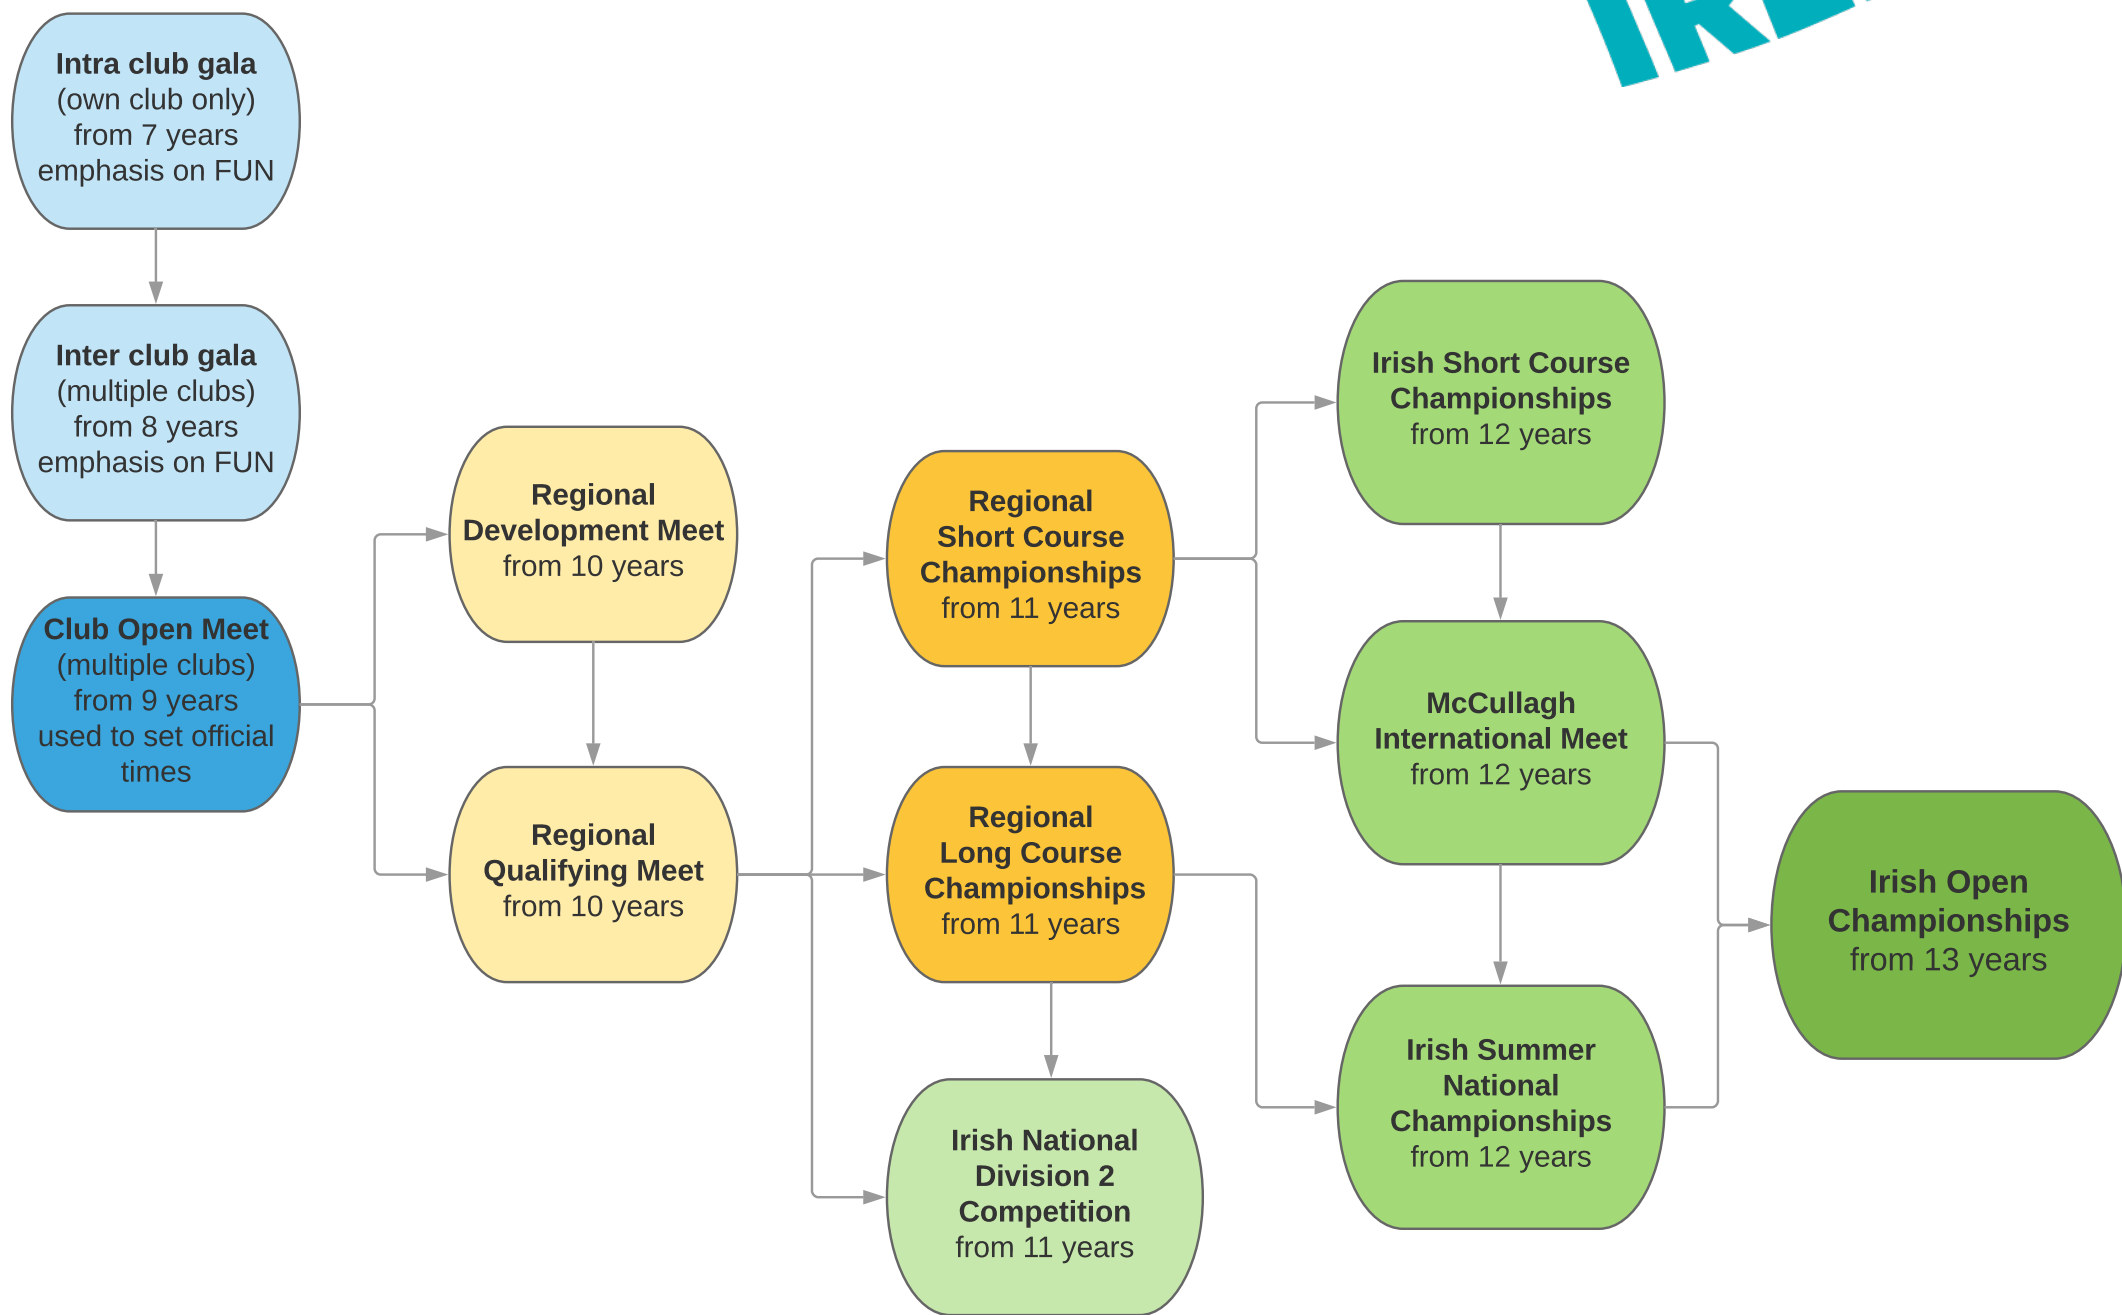 Intra club gala
(own club only)
from 7 years
emphasis on FUN
Inter club gala
(multiple clubs)
from 8 years
emphasis on FUN
Club Open Meet
(multiple clubs)
from 9 years
used to set official
times
Regional
Development Meet
from 10 years
Regional
Qualifying Meet
from 10 years
Regional
Short Course
Championships
from 11 years
Regional
Long Course
Championships
from 11 years
Irish National
Division 2
Competition
from 11 years
Irish Short Course
Championships
from 12 years
McCullagh
International Meet
from 12 years
Irish Summer
National
Championships
from 12 years
Irish Open
Championships
from 13 years